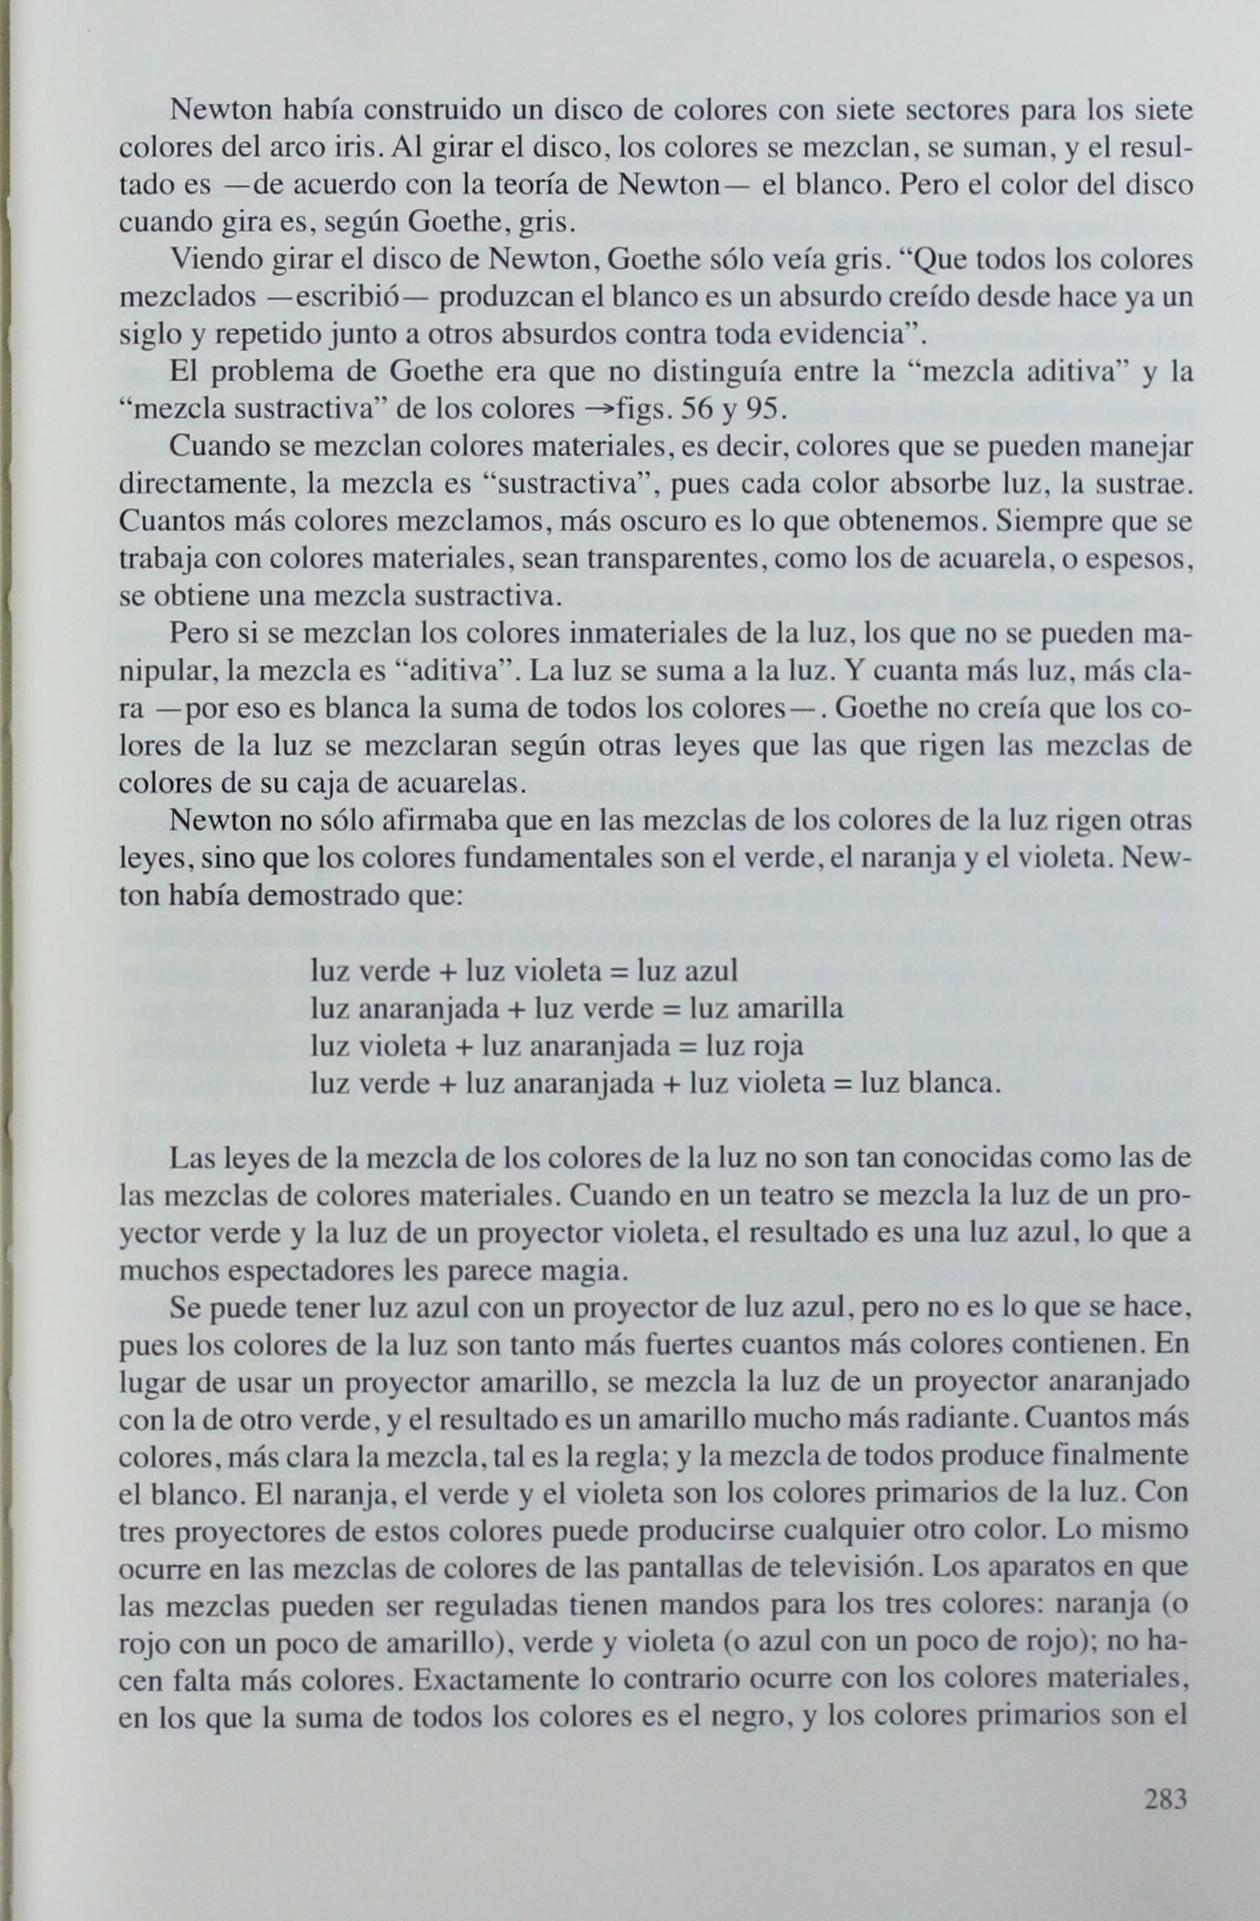 Newton había construido un disco de colores con siete sectores para los siete
colores del arco iris. Al girar el disco, los colores se mezclan, se suman, y el resul-
tado es —de acuerdo con la teoría de Newton— el blanco. Pero el color del disco
cuando gira es, según Goethe, gris.
Viendo girar el disco de Newton, Goethe sólo veía gris. “Que todos los colores
mezclados —escribió— produzcan el blanco es un absurdo creído desde hace ya un
siglo y repetido junto a otros absurdos contra toda evidencia”.
El problema de Goethe era que no distinguía entre la “mezcla aditiva” y la
“mezcla sustractiva” de los colores →figs. 56 y 95.
Cuando se mezclan colores materiales, es decir, colores que se pueden manejar
directamente, la mezcla es “sustractiva”, pues cada color absorbe luz, la sustrae.
Cuantos más colores mezclamos, más oscuro es lo que obtenemos. Siempre que se
trabaja con colores materiales, sean transparentes, como los de acuarela, o espesos,
se obtiene una mezcla sustractiva.
Pero si se mezclan los colores inmateriales de la luz, los que no se pueden ma-
nipular, la mezcla es “aditiva”. La luz se suma a la luz. Y cuanta más luz, más cla-
ra —por eso es blanca la suma de todos los colores—. Goethe no creía que los co-
lores de la luz se mezclaran según otras leyes que las que rigen las mezclas de
colores de su caja de acuarelas.
Newton no sólo afirmaba que en las mezclas de los colores de la luz rigen otras
leyes, sino que los colores fundamentales son el verde, el naranja y el violeta. New-
ton había demostrado que:
luz verde + luz violeta = luz azul
luz anaranjada + luz verde = luz amarilla
luz violeta + luz anaranjada = luz roja
luz verde + luz anaranjada + luz violeta = luz blanca.
Las leyes de la mezcla de los colores de la luz no son tan conocidas como las de
las mezclas de colores materiales. Cuando en un teatro se mezcla la luz de un pro-
yector verde y la luz de un proyector violeta, el resultado es una luz azul, lo que a
muchos espectadores les parece magia.
Se puede tener luz azul con un proyector de luz azul, pero no es lo que se hace,
pues los colores de la luz son tanto más fuertes cuantos más colores contienen. En
lugar de usar un proyector amarillo, se mezcla la luz de un proyector anaranjado
con la de otro verde, y el resultado es un amarillo mucho más radiante. Cuantos más
colores, más clara la mezcla, tal es la regla; y la mezcla de todos produce finalmente
el blanco. El naranja, el verde y el violeta son los colores primarios de la luz. Con
tres proyectores de estos colores puede producirse cualquier otro color. Lo mismo
ocurre en las mezclas de colores de las pantallas de televisión. Los aparatos en que
las mezclas pueden ser reguladas tienen mandos para los tres colores: naranja (o
rojo con un poco de amarillo), verde y violeta (o azul con un poco de rojo); no ha-
cen falta más colores. Exactamente lo contrario ocurre con los colores materiales,
en los que la suma de todos los colores es el negro, y los colores primarios son el
283